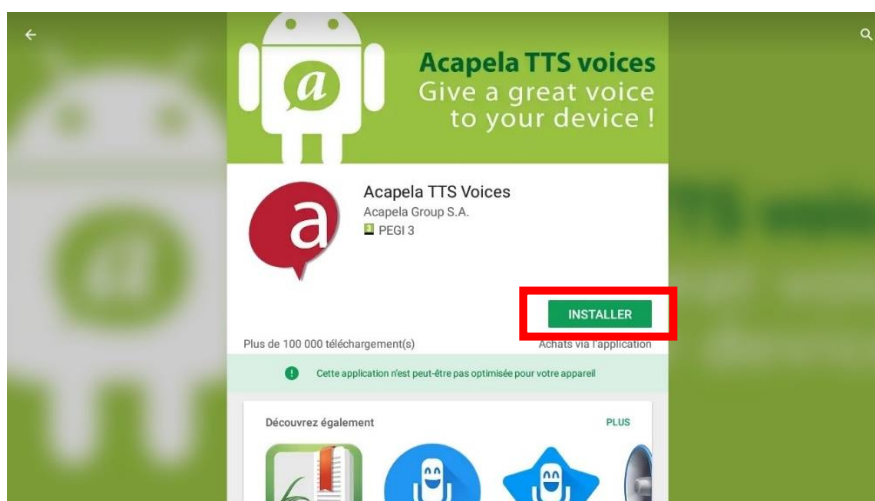 Acapela TTS voices
Give a great voice
to your device !
Acapela TTS Voices
Acapela Group S.A.
PEGI 3
INSTALLER
Plus de 100 000 téléchargement(s)
Achats via l'application
Cette application n'est peut-être pas optimisée pour votre appareil
Découvrez également
PLUS